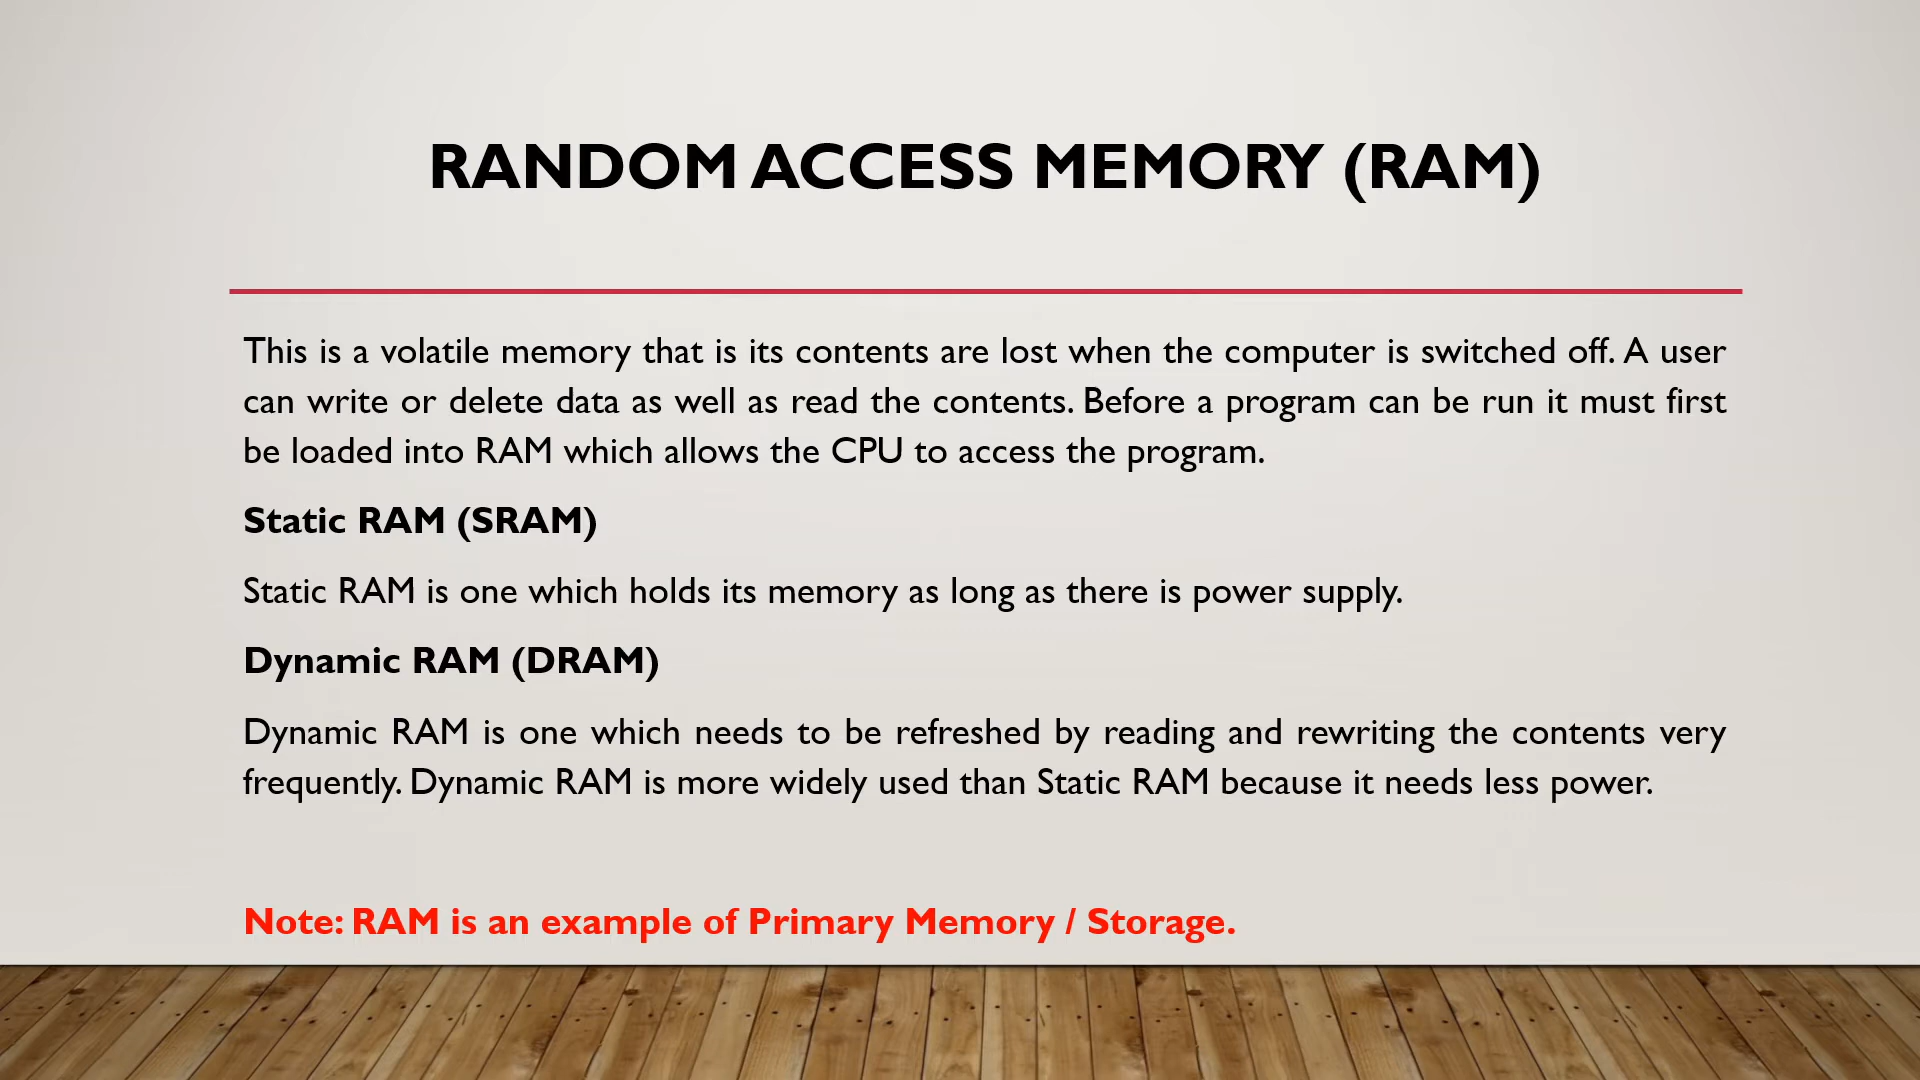 RANDOM ACCESS MEMORY (RAM)
This is a volatile memory that is its contents are lost when the computer is switched off. A user
can write or delete data as well as read the contents. Before a program can be run it must first
be loaded into RAM which allows the CPU to access the program.
Static RAM (SRAM)
Static RAM is one which holds its memory as long as there is power supply.
Dynamic RAM (DRAM)
Dynamic RAM is one which needs to be refreshed by reading and rewriting the contents very
frequently. Dynamic RAM is more widely used than Static RAM because it needs less power.
Note: RAM is an example of Primary Memory / Storage.